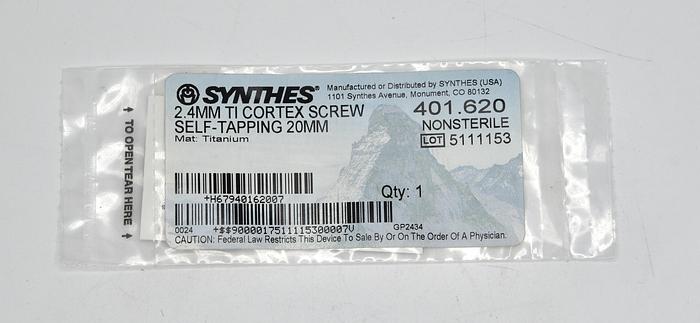 SYNTHES®
Manufactured or Distributed by SYNTHES (USA)
1101 Synthes Avenue, Monument, CO 80132
2.4MM TI CORTEX SCREW
SELF-TAPPING 20MM
Mat: Titanium
401.620
NONSTERILE
LOT 5111153
Qty: 1
+H67940162007
0024 +$$90000175111115300007V GP2434
CAUTION: Federal Law Restricts This Device To Sale By Or On The Order Of A Physician.
↑ TO OPEN TEAR HERE ↑